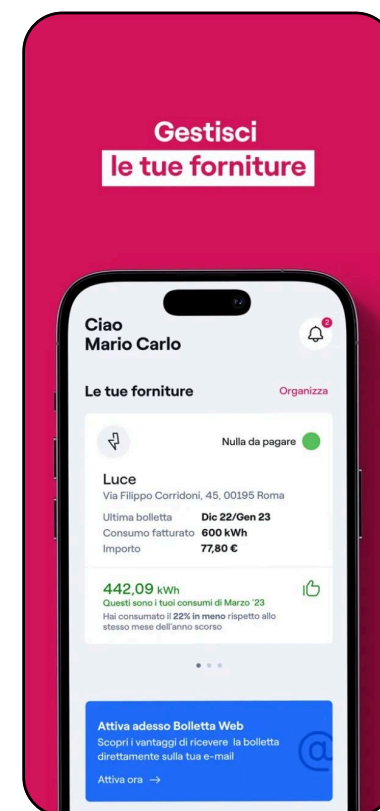 Gestisci
le tue forniture
Ciao
Mario Carlo
2
Le tue forniture
Organizza
Nulla da pagare
Luce
Via Filippo Corridoni, 45, 00195 Roma
Ultima bolletta Dic 22/Gen 23
Consumo fatturato 600 kWh
Importo 77,80 €
442,09 kWh
Questi sono i tuoi consumi di Marzo '23
Hai consumato il 22% in meno rispetto allo
stesso mese dell'anno scorso
Attiva adesso Bolletta Web
Scopri i vantaggi di ricevere la bolletta
direttamente sulla tua e-mail
@
Attiva ora →